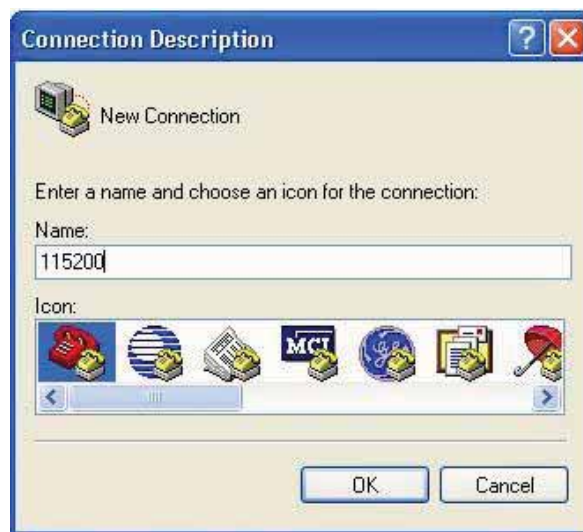 Connection Description
New Connection
Enter a name and choose an icon for the connection:
Name:
115200
Icon:
MCI
OK
Cancel